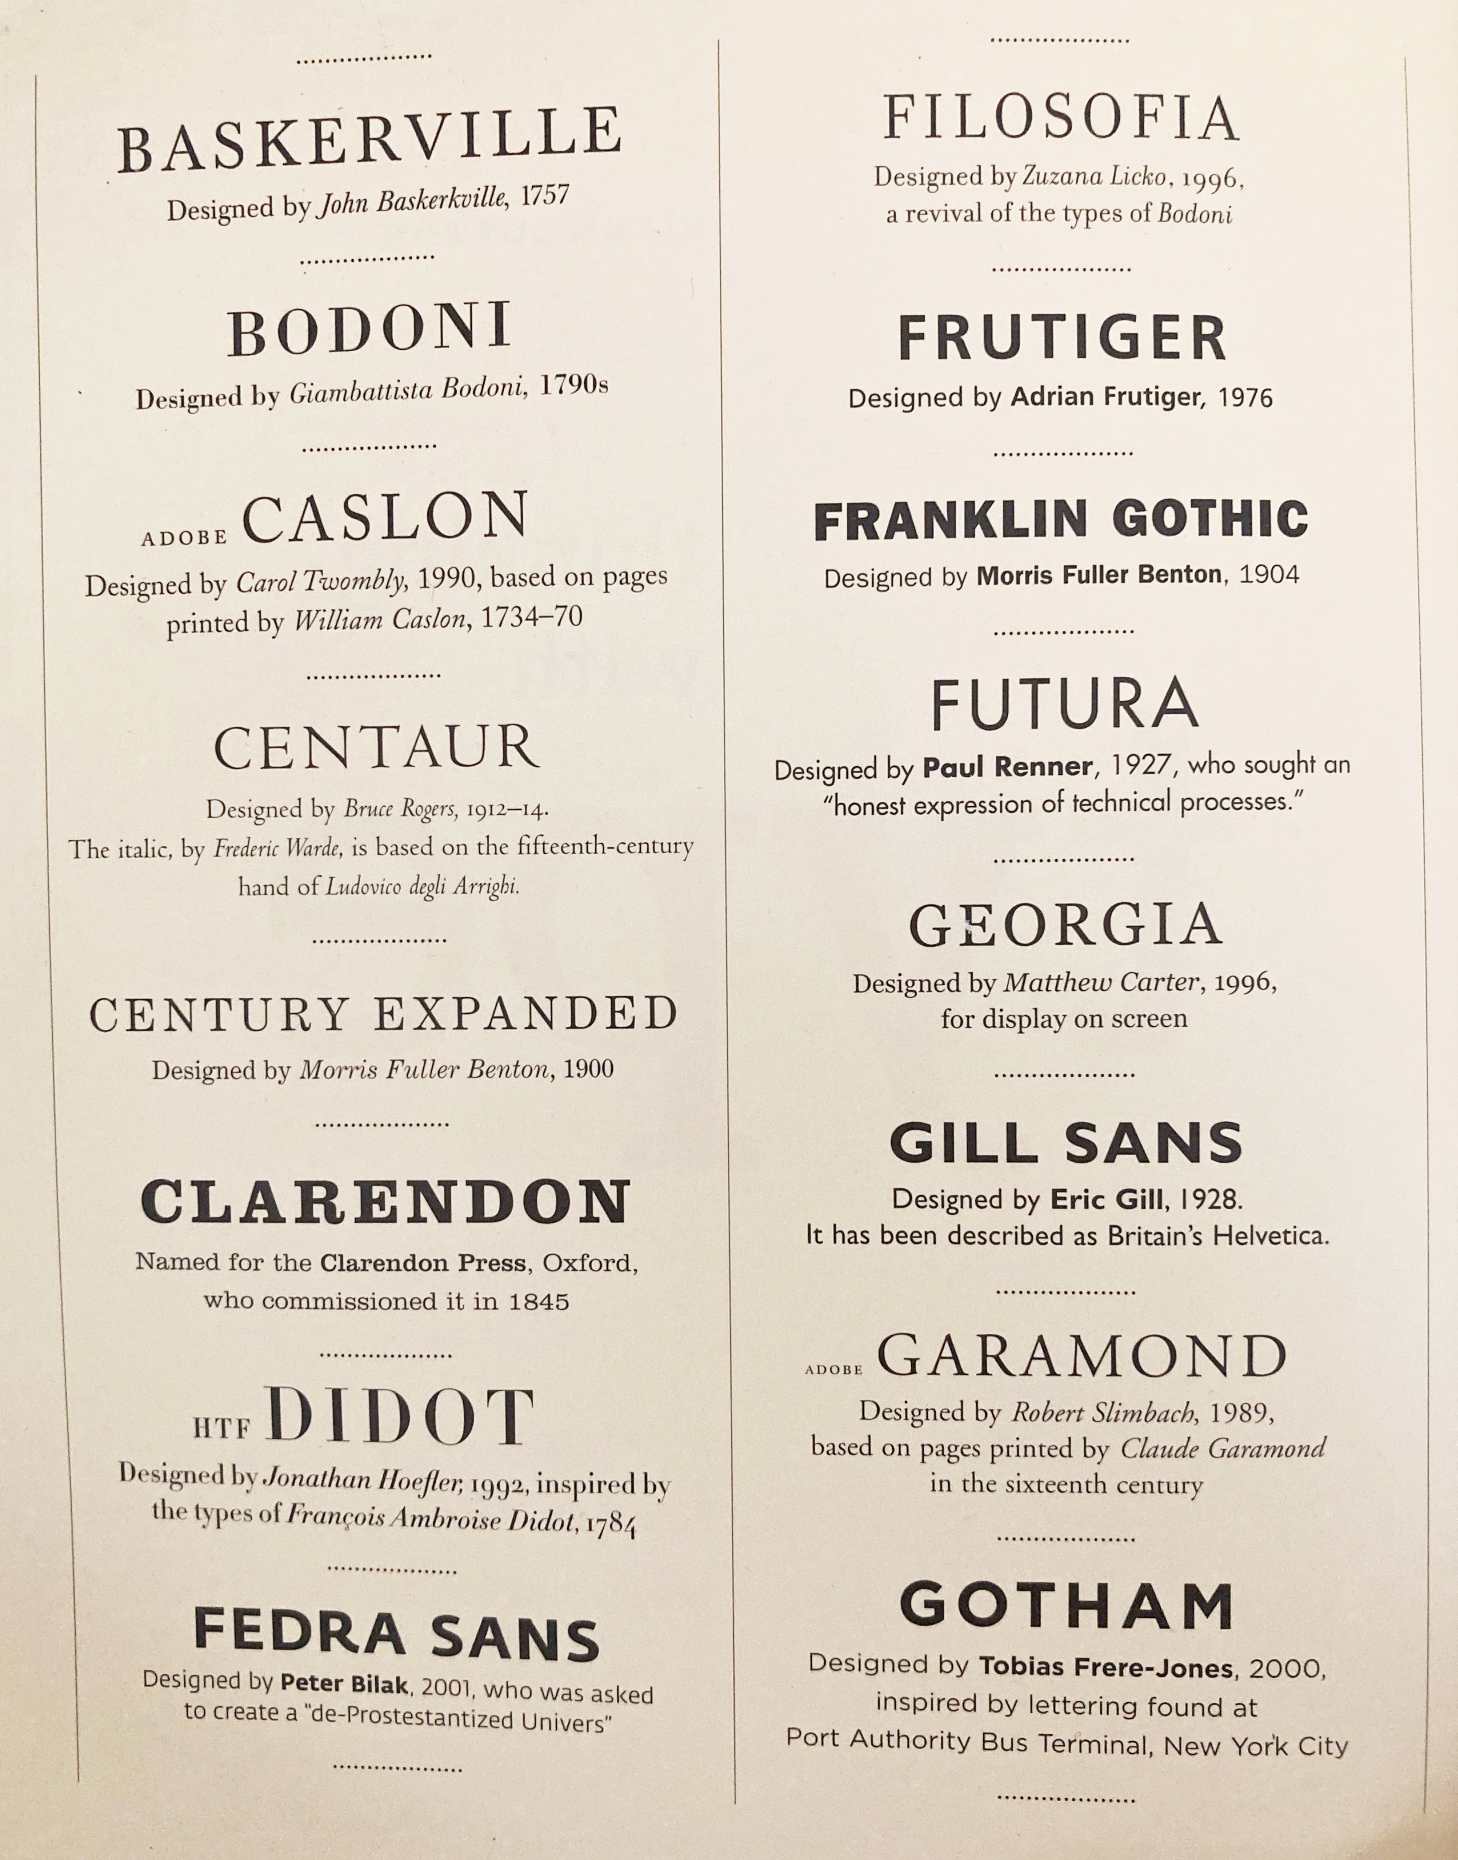 BASKERVILLE
Designed by John Baskerkville, 1757
BODONI
Designed by Giambattista Bodoni, 1790s
ADOBE CASLON
Designed by Carol Twombly, 1990, based on pages
printed by William Caslon, 1734–70
CENTAUR
Designed by Bruce Rogers, 1912–14.
The italic, by Frederic Warde, is based on the fifteenth-century
hand of Ludovico degli Arrighi.
CENTURY EXPANDED
Designed by Morris Fuller Benton, 1900
CLARENDON
Named for the Clarendon Press, Oxford,
who commissioned it in 1845
HTF DIDOT
Designed by Jonathan Hoefler, 1992, inspired by
the types of François Ambroise Didot, 1784
FEDRA SANS
Designed by Peter Bilak, 2001, who was asked
to create a "de-Prostestantized Univers"
FILOSOFIA
Designed by Zuzana Licko, 1996,
a revival of the types of Bodoni
FRUTIGER
Designed by Adrian Frutiger, 1976
FRANKLIN GOTHIC
Designed by Morris Fuller Benton, 1904
FUTURA
Designed by Paul Renner, 1927, who sought an
“honest expression of technical processes.”
GEORGIA
Designed by Matthew Carter, 1996,
for display on screen
GILL SANS
Designed by Eric Gill, 1928.
It has been described as Britain’s Helvetica.
ADOBE GARAMOND
Designed by Robert Slimbach, 1989,
based on pages printed by Claude Garamond
in the sixteenth century
GOTHAM
Designed by Tobias Frere-Jones, 2000,
inspired by lettering found at
Port Authority Bus Terminal, New York City